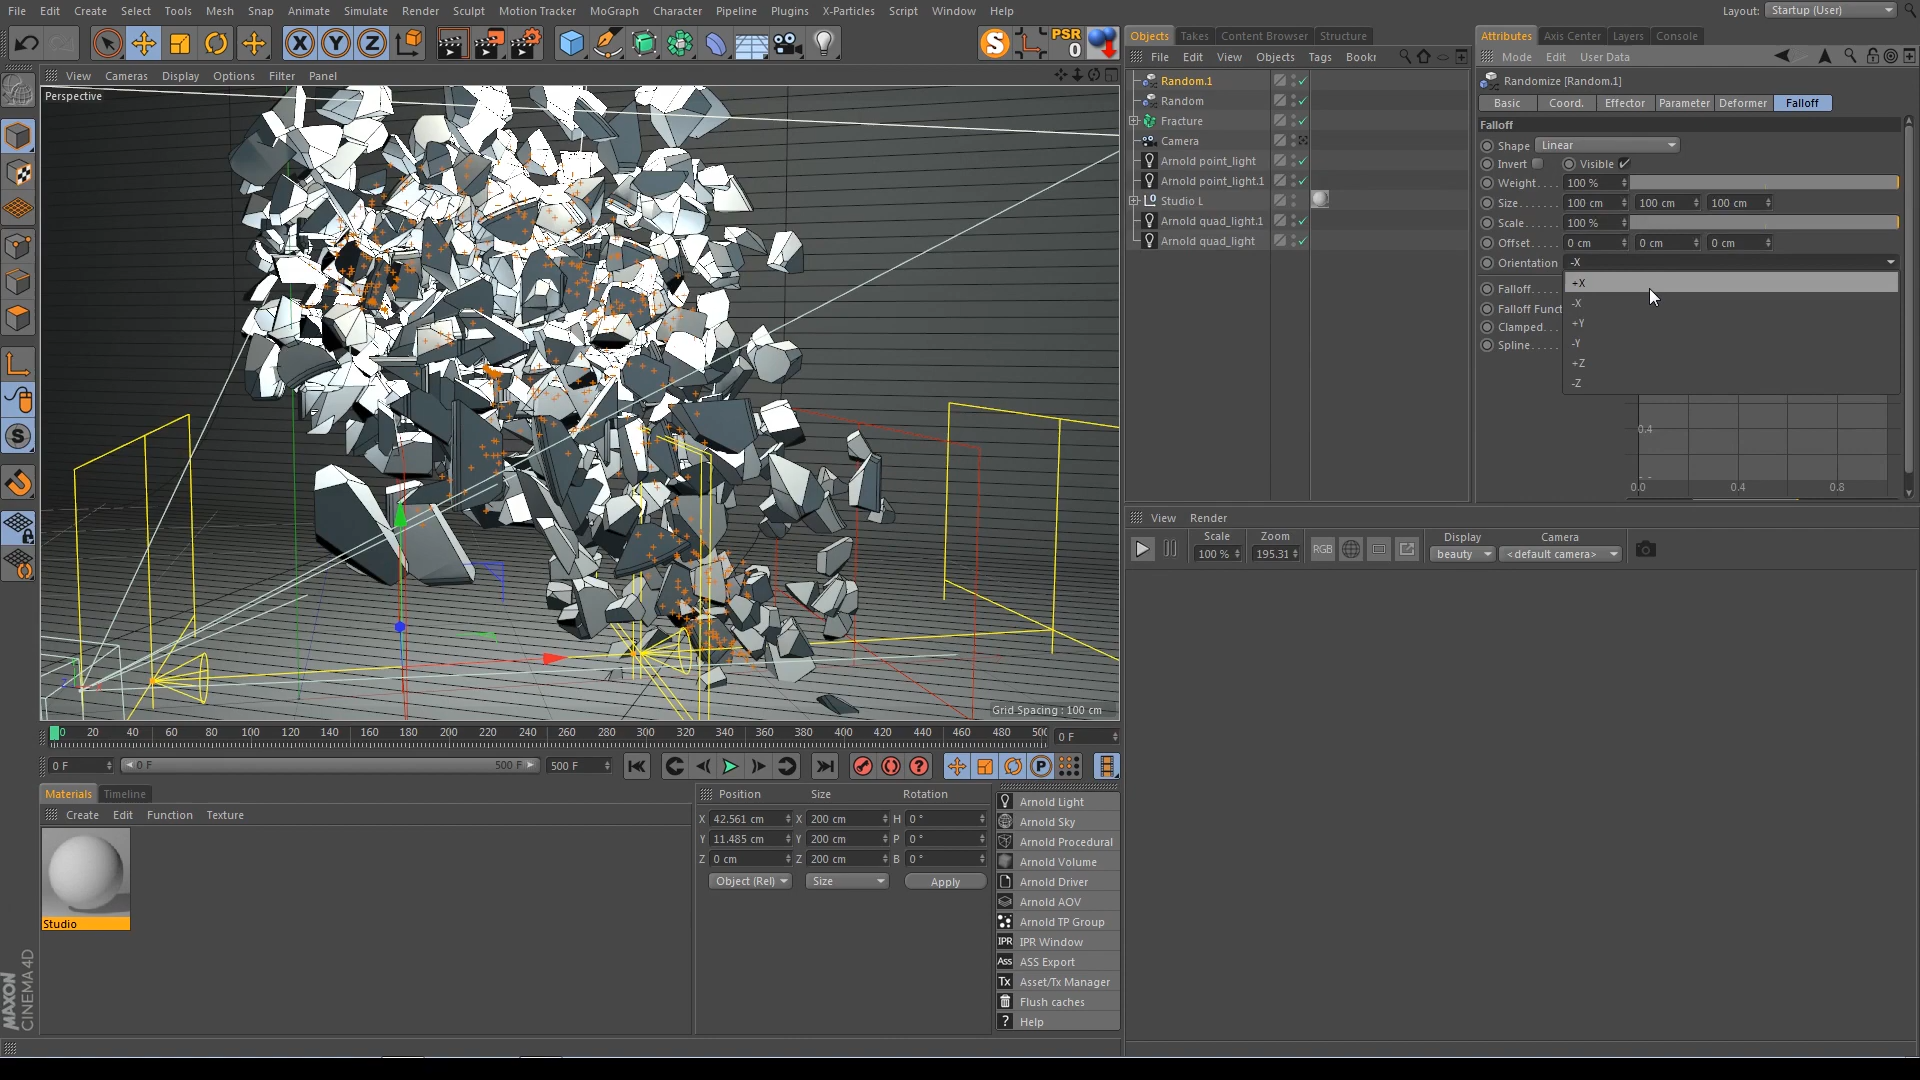 File Edit Create Select Tools Mesh Snap Animate Simulate Render Sculpt Motion Tracker MoGraph Character Pipeline Plugins X-Particles Script Window Help Layout: Startup (User)
X Y Z S PSR 0
Objects Takes Content Browser Structure
File Edit View Objects Tags Bookr
Random.1
Random
Fracture
Camera
Arnold point_light
Arnold point_light.1
Studio L
Arnold quad_light.1
Arnold quad_light
Attributes Axis Center Layers Console
Mode Edit User Data
Randomize [Random.1]
Basic Coord. Effector Parameter Deformer Falloff
Falloff
Shape Linear
Invert Visible
Weight.... 100 %
Size....... 100 cm 100 cm 100 cm
Scale...... 100 %
Offset..... 0 cm 0 cm 0 cm
Orientation -X
+X
-X
+Y
-Y
+Z
-Z
Falloff....
Falloff Funct
Clamped...
Spline.....
0.4
0.0 0.4 0.8
View Cameras Display Options Filter Panel
Perspective
Grid Spacing : 100 cm
View Render
Scale 100 %
Zoom 195.31
RGB
Display beauty
Camera <default camera>
0 20 40 60 80 100 120 140 160 180 200 220 240 260 280 300 320 340 360 380 400 420 440 460 480 500 0 F
0 F 0 F 500 F 500 F
P
Materials Timeline
Create Edit Function Texture
Studio
Position Size Rotation
X 42.561 cm X 200 cm H 0 °
Y 11.485 cm Y 200 cm P 0 °
Z 0 cm Z 200 cm B 0 °
Object (Rel) Size Apply
Arnold Light
Arnold Sky
Arnold Procedural
Arnold Volume
Arnold Driver
Arnold AOV
Arnold TP Group
IPR IPR Window
Ass ASS Export
Tx Asset/Tx Manager
Flush caches
? Help
MAXON
CINEMA 4D